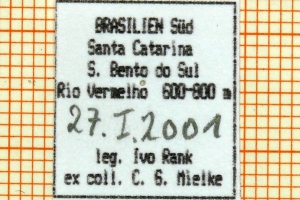 BRASILIEN Süd
Santa Catarina
S. Bento do Sul
Rio Vermelho 600-800 m
27.I.2001
leg. Ivo Rank
ex coll. C. G. Mielke